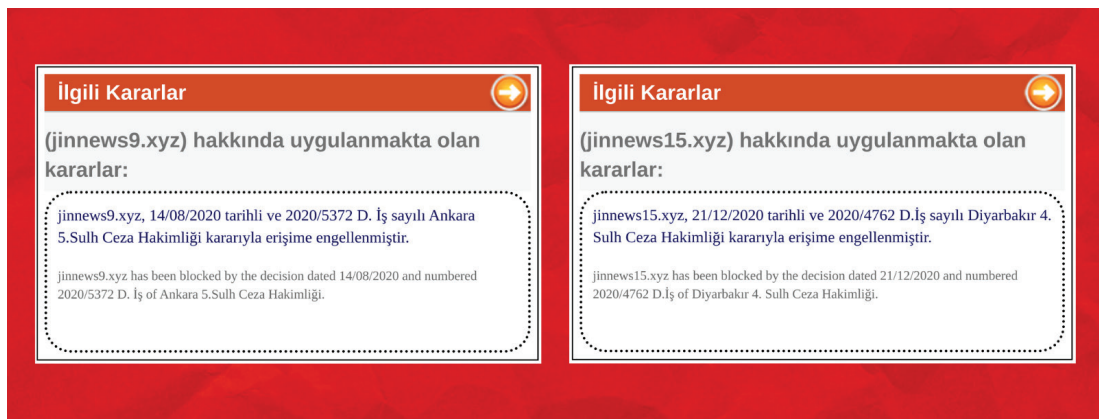 İlgili Kararlar
(jinnews9.xyz) hakkında uygulanmakta olan
kararlar:
jinnews9.xyz, 14/08/2020 tarihli ve 2020/5372 D. İş sayılı Ankara
5.Sulh Ceza Hakimliği kararıyla erişime engellenmiştir.
jinnews9.xyz has been blocked by the decision dated 14/08/2020 and numbered
2020/5372 D. İş of Ankara 5.Sulh Ceza Hakimliği.
İlgili Kararlar
(jinnews15.xyz) hakkında uygulanmakta olan
kararlar:
jinnews15.xyz, 21/12/2020 tarihli ve 2020/4762 D.İş sayılı Diyarbakır 4.
Sulh Ceza Hakimliği kararıyla erişime engellenmiştir.
jinnews15.xyz has been blocked by the decision dated 21/12/2020 and numbered
2020/4762 D.İş of Diyarbakır 4. Sulh Ceza Hakimliği.